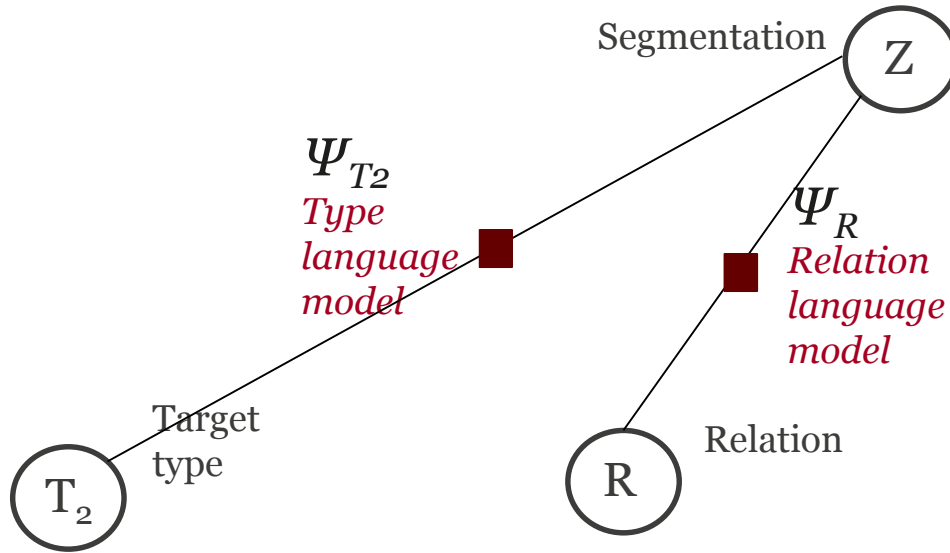 Segmentation
Z
Ψ_T2
Type
language
model
Ψ_R
Relation
language
model
Target
type
T₂
R
Relation